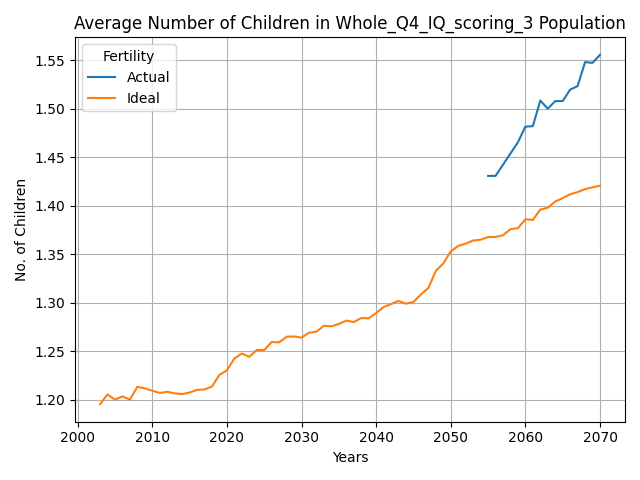 Average Number of Children in Whole_Q4_IQ_scoring_3 Population
Fertility
Actual
Ideal
No. of Children
1.55
1.50
1.45
1.40
1.35
1.30
1.25
1.20
2000 2010 2020 2030 2040 2050 2060 2070
Years